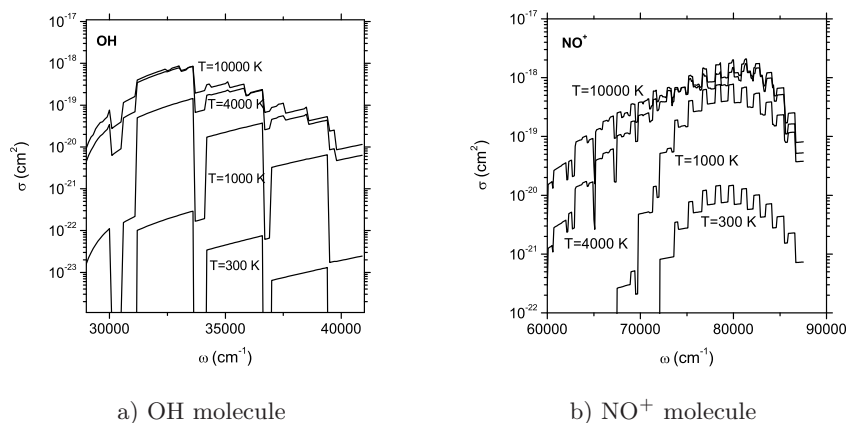 10⁻¹⁷
10⁻¹⁸
10⁻¹⁹
10⁻²⁰
10⁻²¹
10⁻²²
10⁻²³
σ (cm²)
OH
T=10000 K
T=4000 K
T=1000 K
T=300 K
30000 35000 40000
ω (cm⁻¹)
a) OH molecule
10⁻¹⁷
10⁻¹⁸
10⁻¹⁹
10⁻²⁰
10⁻²¹
10⁻²²
σ (cm²)
NO⁺
T=10000 K
T=1000 K
T=300 K
T=4000 K
60000 70000 80000 90000
ω (cm⁻¹)
b) NO⁺ molecule